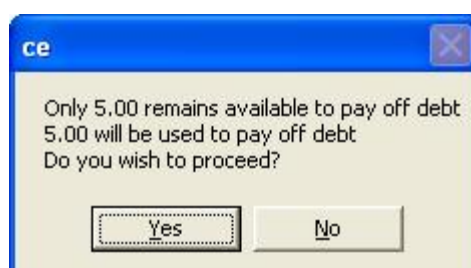 ce
Only 5.00 remains available to pay off debt
5.00 will be used to pay off debt
Do you wish to proceed?
Yes No